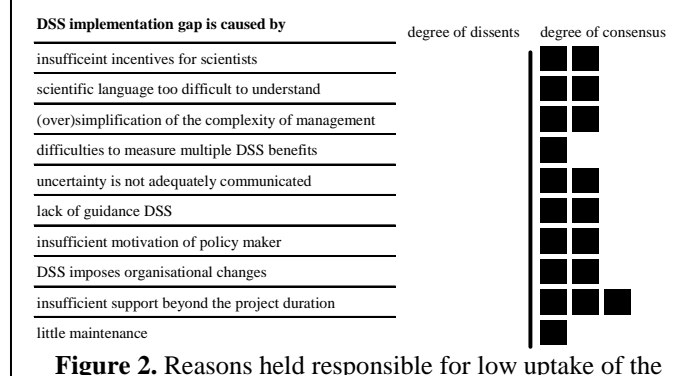 DSS implementation gap is caused by
degree of dissents degree of consensus
insufficeint incentives for scientists
scientific language too difficult to understand
(over)simplification of the complexity of management
difficulties to measure multiple DSS benefits
uncertainty is not adequately communicated
lack of guidance DSS
insufficient motivation of policy maker
DSS imposes organisational changes
insufficient support beyond the project duration
little maintenance
Figure 2. Reasons held responsible for low uptake of the